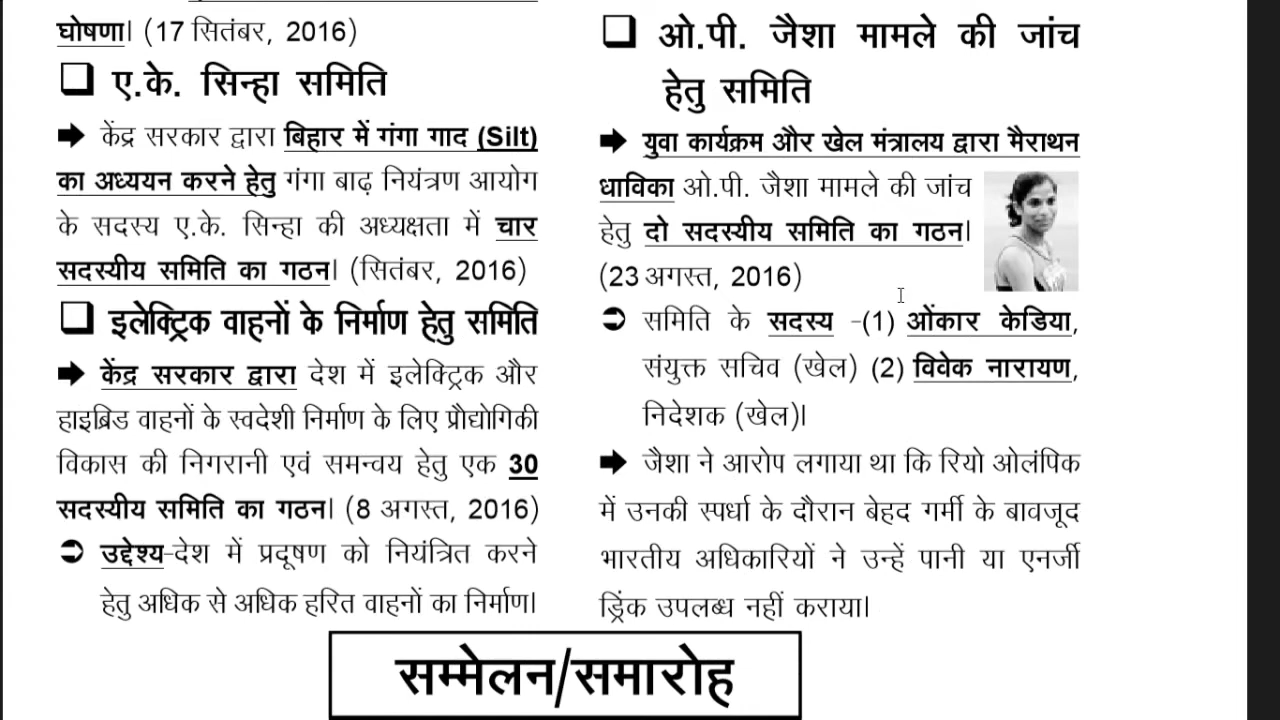 घोषणा। (17 सितंबर, 2016)
❑ ए.के. सिन्हा समिति
➡ केंद्र सरकार द्वारा बिहार में गंगा गाद (Silt)
का अध्ययन करने हेतु गंगा बाढ़ नियंत्रण आयोग
के सदस्य ए.के. सिन्हा की अध्यक्षता में चार
सदस्यीय समिति का गठन। (सितंबर, 2016)
❑ इलेक्ट्रिक वाहनों के निर्माण हेतु समिति
➡ केंद्र सरकार द्वारा देश में इलेक्ट्रिक और
हाइब्रिड वाहनों के स्वदेशी निर्माण के लिए प्रौद्योगिकी
विकास की निगरानी एवं समन्वय हेतु एक 30
सदस्यीय समिति का गठन। (8 अगस्त, 2016)
➲ उद्देश्य-देश में प्रदूषण को नियंत्रित करने
हेतु अधिक से अधिक हरित वाहनों का निर्माण।
❑ ओ.पी. जैशा मामले की जांच
हेतु समिति
➡ युवा कार्यक्रम और खेल मंत्रालय द्वारा मैराथन
धाविका ओ.पी. जैशा मामले की जांच
हेतु दो सदस्यीय समिति का गठन।
(23 अगस्त, 2016)
➲ समिति के सदस्य -(1) ओंकार केडिया,
संयुक्त सचिव (खेल) (2) विवेक नारायण,
निदेशक (खेल)।
➡ जैशा ने आरोप लगाया था कि रियो ओलंपिक
में उनकी स्पर्धा के दौरान बेहद गर्मी के बावजूद
भारतीय अधिकारियों ने उन्हें पानी या एनर्जी
ड्रिंक उपलब्ध नहीं कराया।
सम्मेलन/समारोह